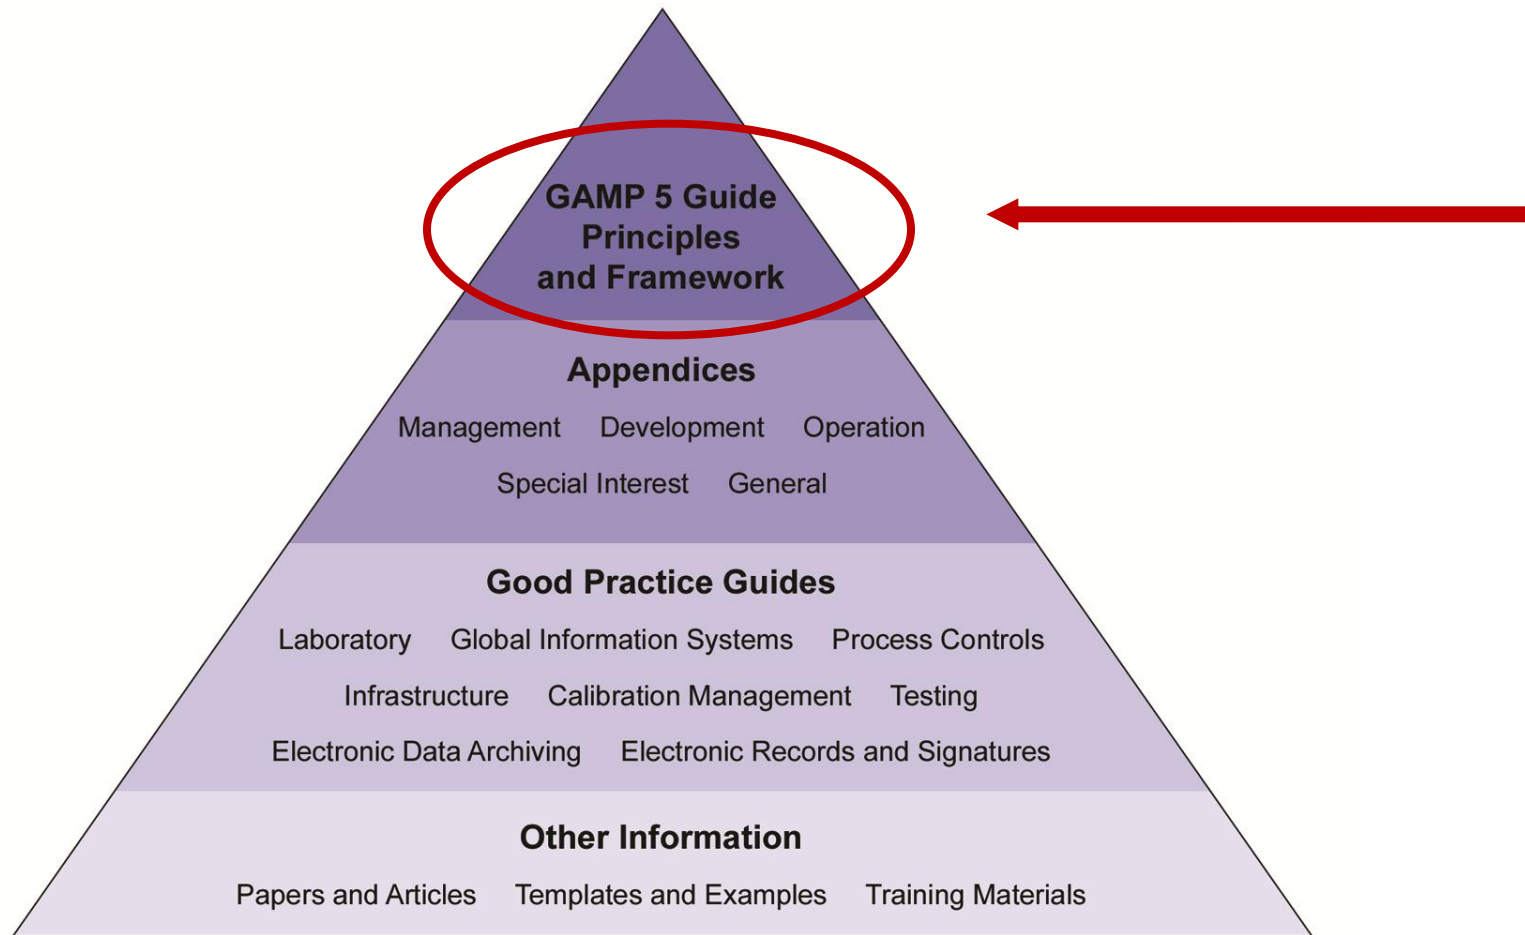 GAMP 5 Guide
Principles
and Framework
Appendices
Management Development Operation
Special Interest General
Good Practice Guides
Laboratory Global Information Systems Process Controls
Infrastructure Calibration Management Testing
Electronic Data Archiving Electronic Records and Signatures
Other Information
Papers and Articles Templates and Examples Training Materials